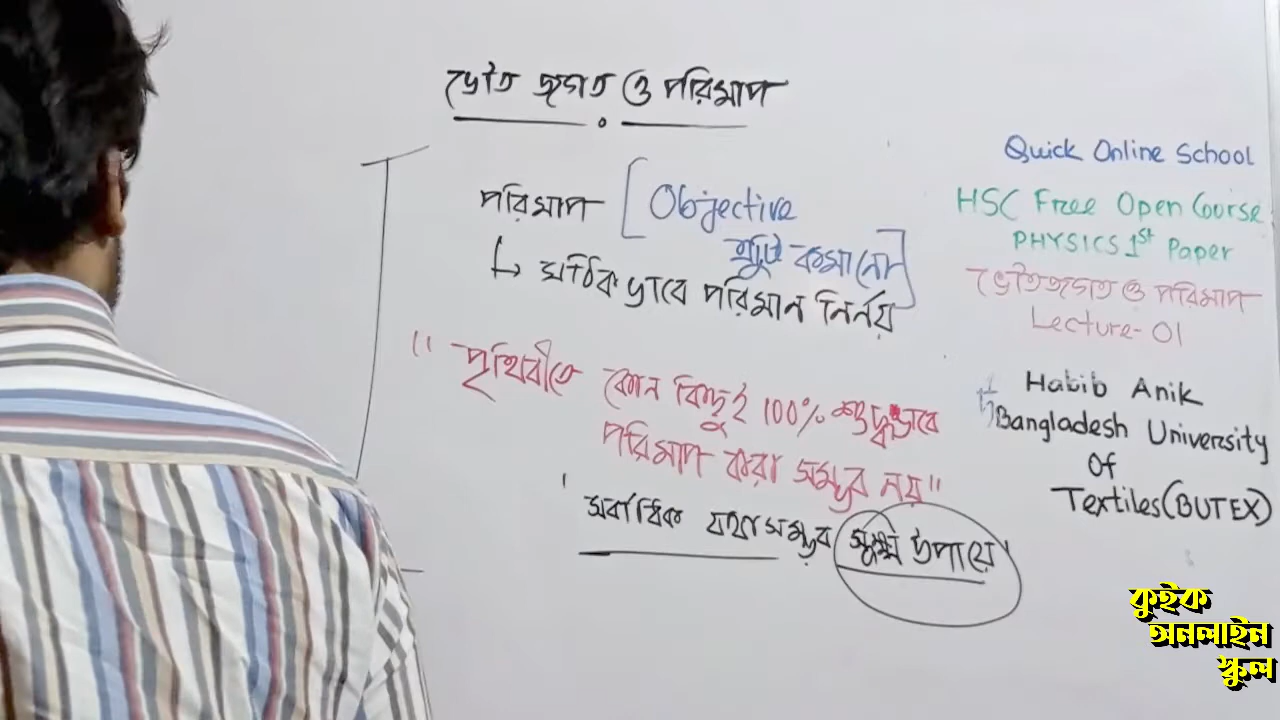 ভৌত জগত ও পরিমাপ
পরিমাপ [Objective
ত্রুটি কমানো]
↳ সঠিকভাবে পরিমান নির্নয়
"পৃথিবীতে কোন কিছুই 100% শুদ্ধভাবে
পরিমাপ করা সম্ভব নয়"
'সর্বাধিক যথাসম্ভব সূক্ষ্ম উপায়ে'
Quick Online School
HSC Free Open Course
PHYSICS 1st Paper
ভৌতজগত ও পরিমাপ
Lecture-01
Habib Anik
Bangladesh University
Of
Textiles(BUTEX)
কুইক
অনলাইন
স্কুল